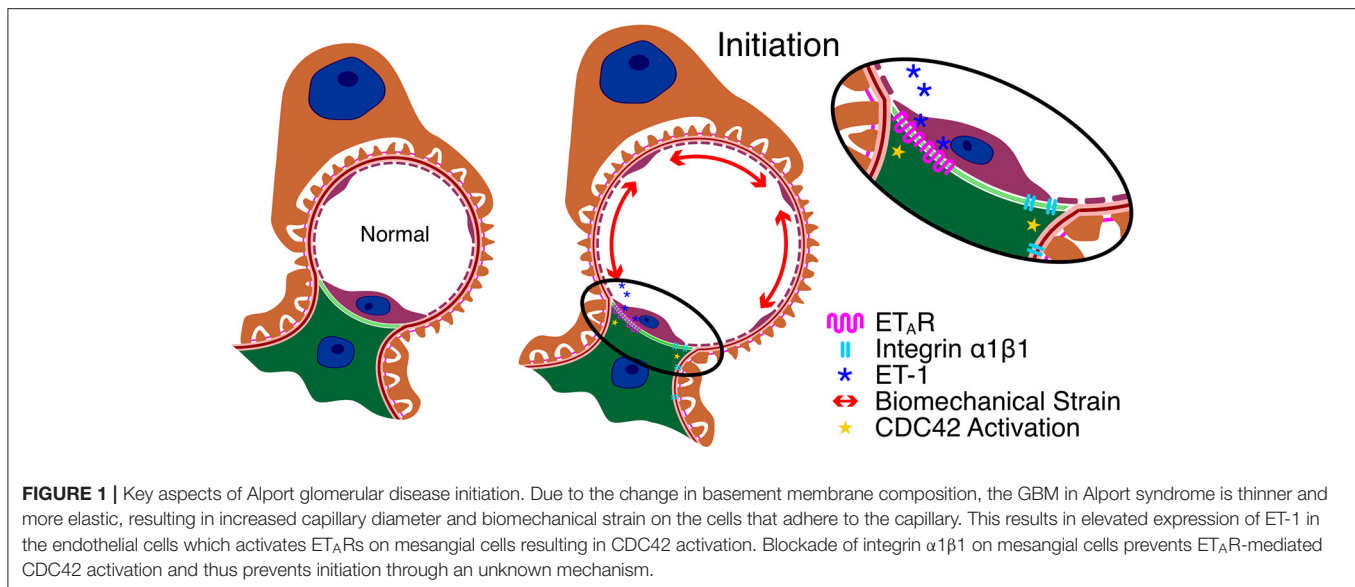 Initiation
Normal
ETAR
Integrin α1β1
ET-1
Biomechanical Strain
CDC42 Activation
FIGURE 1 | Key aspects of Alport glomerular disease initiation. Due to the change in basement membrane composition, the GBM in Alport syndrome is thinner and
more elastic, resulting in increased capillary diameter and biomechanical strain on the cells that adhere to the capillary. This results in elevated expression of ET-1 in
the endothelial cells which activates ETARs on mesangial cells resulting in CDC42 activation. Blockade of integrin α1β1 on mesangial cells prevents ETAR-mediated
CDC42 activation and thus prevents initiation through an unknown mechanism.